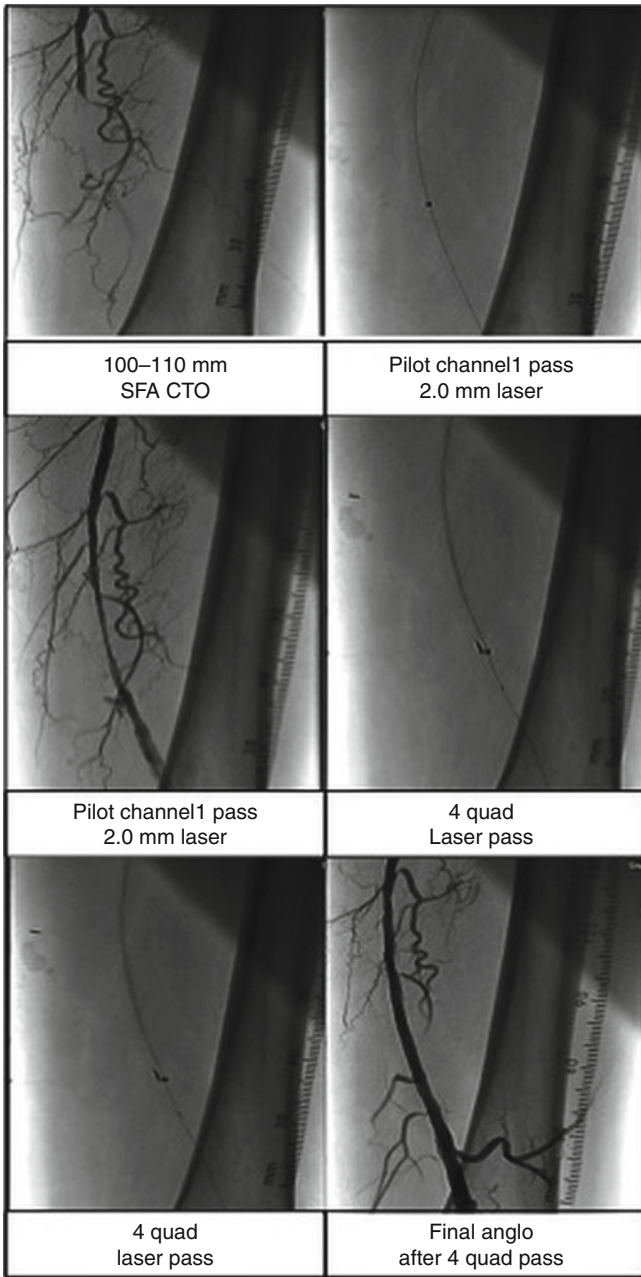 100–110 mm
SFA CTO
Pilot channel1 pass
2.0 mm laser
Pilot channel1 pass
2.0 mm laser
4 quad
Laser pass
4 quad
laser pass
Final anglo
after 4 quad pass